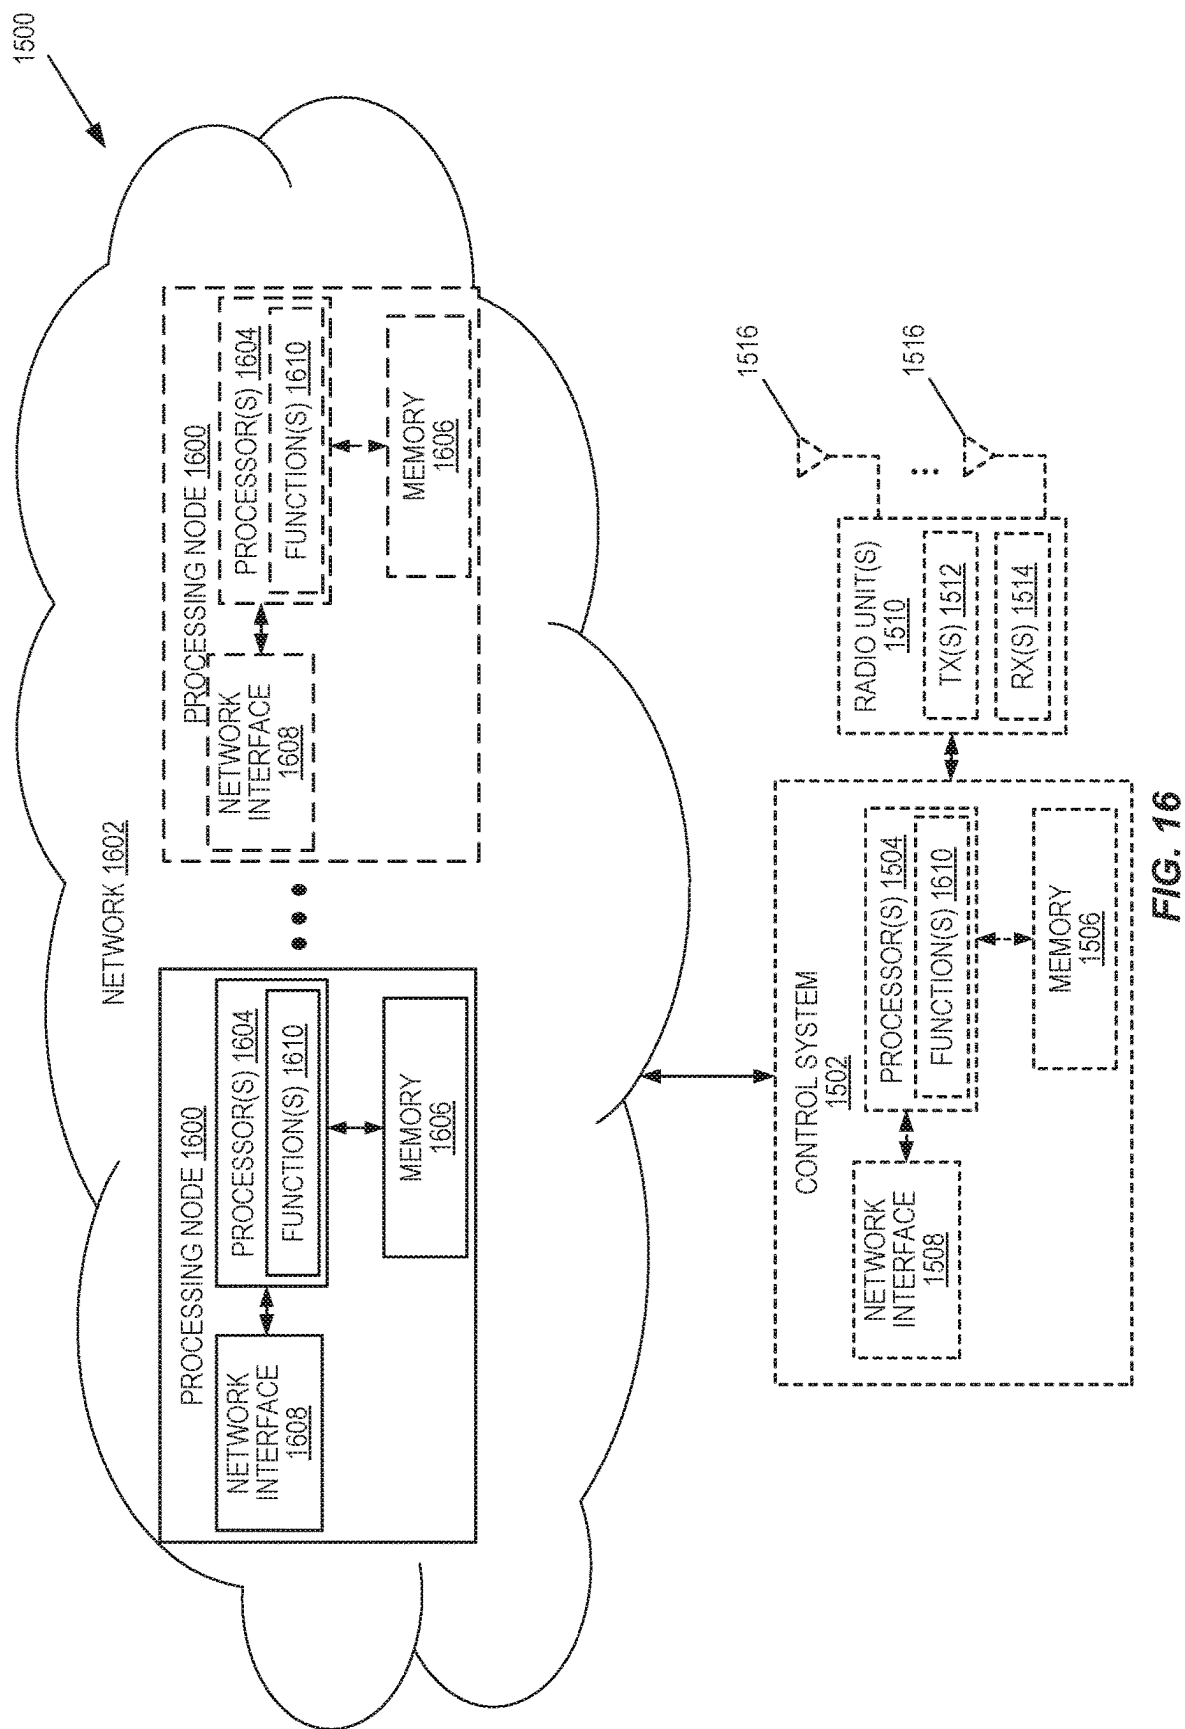 1500
NETWORK 1602
PROCESSING NODE 1600
NETWORK
INTERFACE
1608
PROCESSOR(S) 1604
FUNCTION(S) 1610
MEMORY
1606
PROCESSING NODE 1600
NETWORK
INTERFACE
1608
PROCESSOR(S) 1604
FUNCTION(S) 1610
MEMORY
1606
CONTROL SYSTEM
1502
NETWORK
INTERFACE
1508
PROCESSOR(S) 1504
FUNCTION(S) 1610
MEMORY
1506
RADIO UNIT(S)
1510
TX(S) 1512
RX(S) 1514
1516
1516
FIG. 16